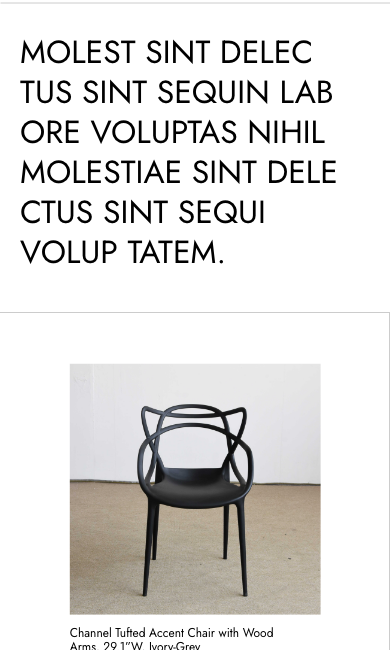 MOLEST SINT DELEC
TUS SINT SEQUIN LAB
ORE VOLUPTAS NIHIL
MOLESTIAE SINT DELE
CTUS SINT SEQUI
VOLUP TATEM.
Channel Tufted Accent Chair with Wood
Arms, 29.1"W, Ivory-Grey